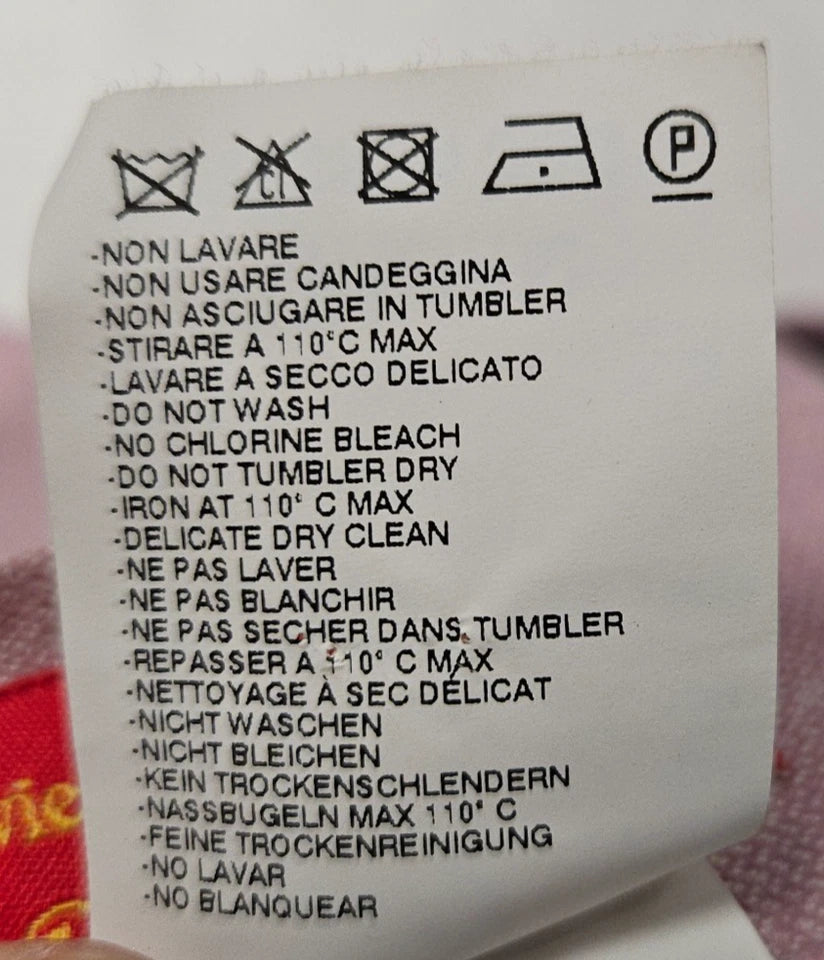 CL
P
-NON LAVARE
-NON USARE CANDEGGINA
-NON ASCIUGARE IN TUMBLER
-STIRARE A 110°C MAX
-LAVARE A SECCO DELICATO
-DO NOT WASH
-NO CHLORINE BLEACH
-DO NOT TUMBLER DRY
-IRON AT 110° C MAX
-DELICATE DRY CLEAN
-NE PAS LAVER
-NE PAS BLANCHIR
-NE PAS SECHER DANS TUMBLER
-REPASSER A 110° C MAX
-NETTOYAGE À SEC DÉLICAT
-NICHT WASCHEN
-NICHT BLEICHEN
-KEIN TROCKENSCHLENDERN
-NASSBUGELN MAX 110° C
-FEINE TROCKENREINIGUNG
-NO LAVAR
-NO BLANQUEAR